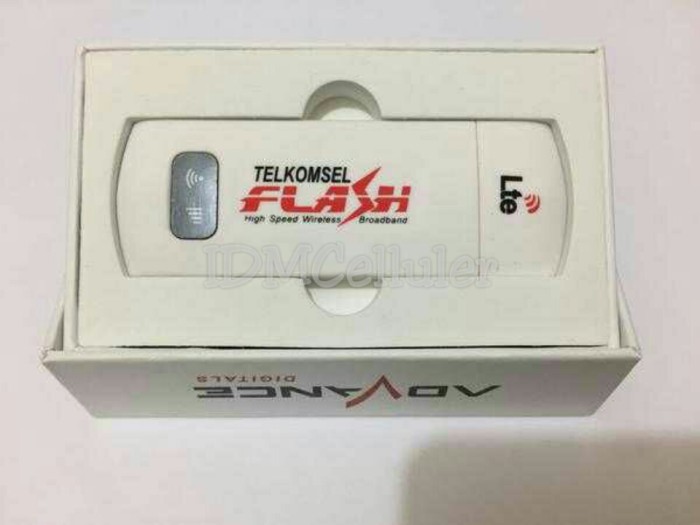 TELKOMSEL
FLASH
High Speed Wireless Broadband
Lte
IDMCelluler
ADVANCE
DIGITALS